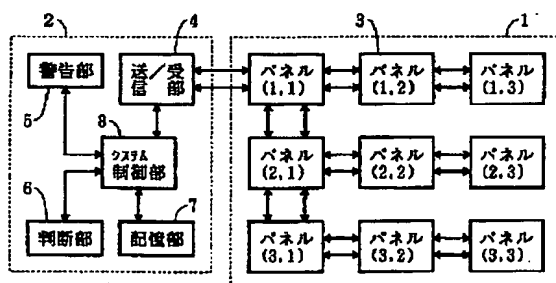 2
4
3
1
警告部
送/受
信 部
パネル
(1,1)
パネル
(1,2)
パネル
(1,3)
5
8
システム
制御部
パネル
(2,1)
パネル
(2,2)
パネル
(2,3)
6
7
判断部
記憶部
パネル
(3,1)
パネル
(3,2)
パネル
(3,3)